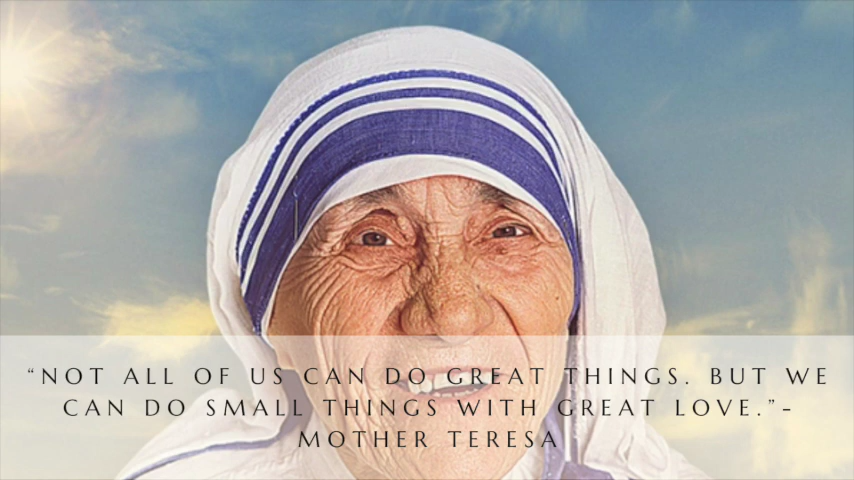 “NOT ALL OF US CAN DO GREAT THINGS. BUT WE
CAN DO SMALL THINGS WITH GREAT LOVE.”-
MOTHER TERESA